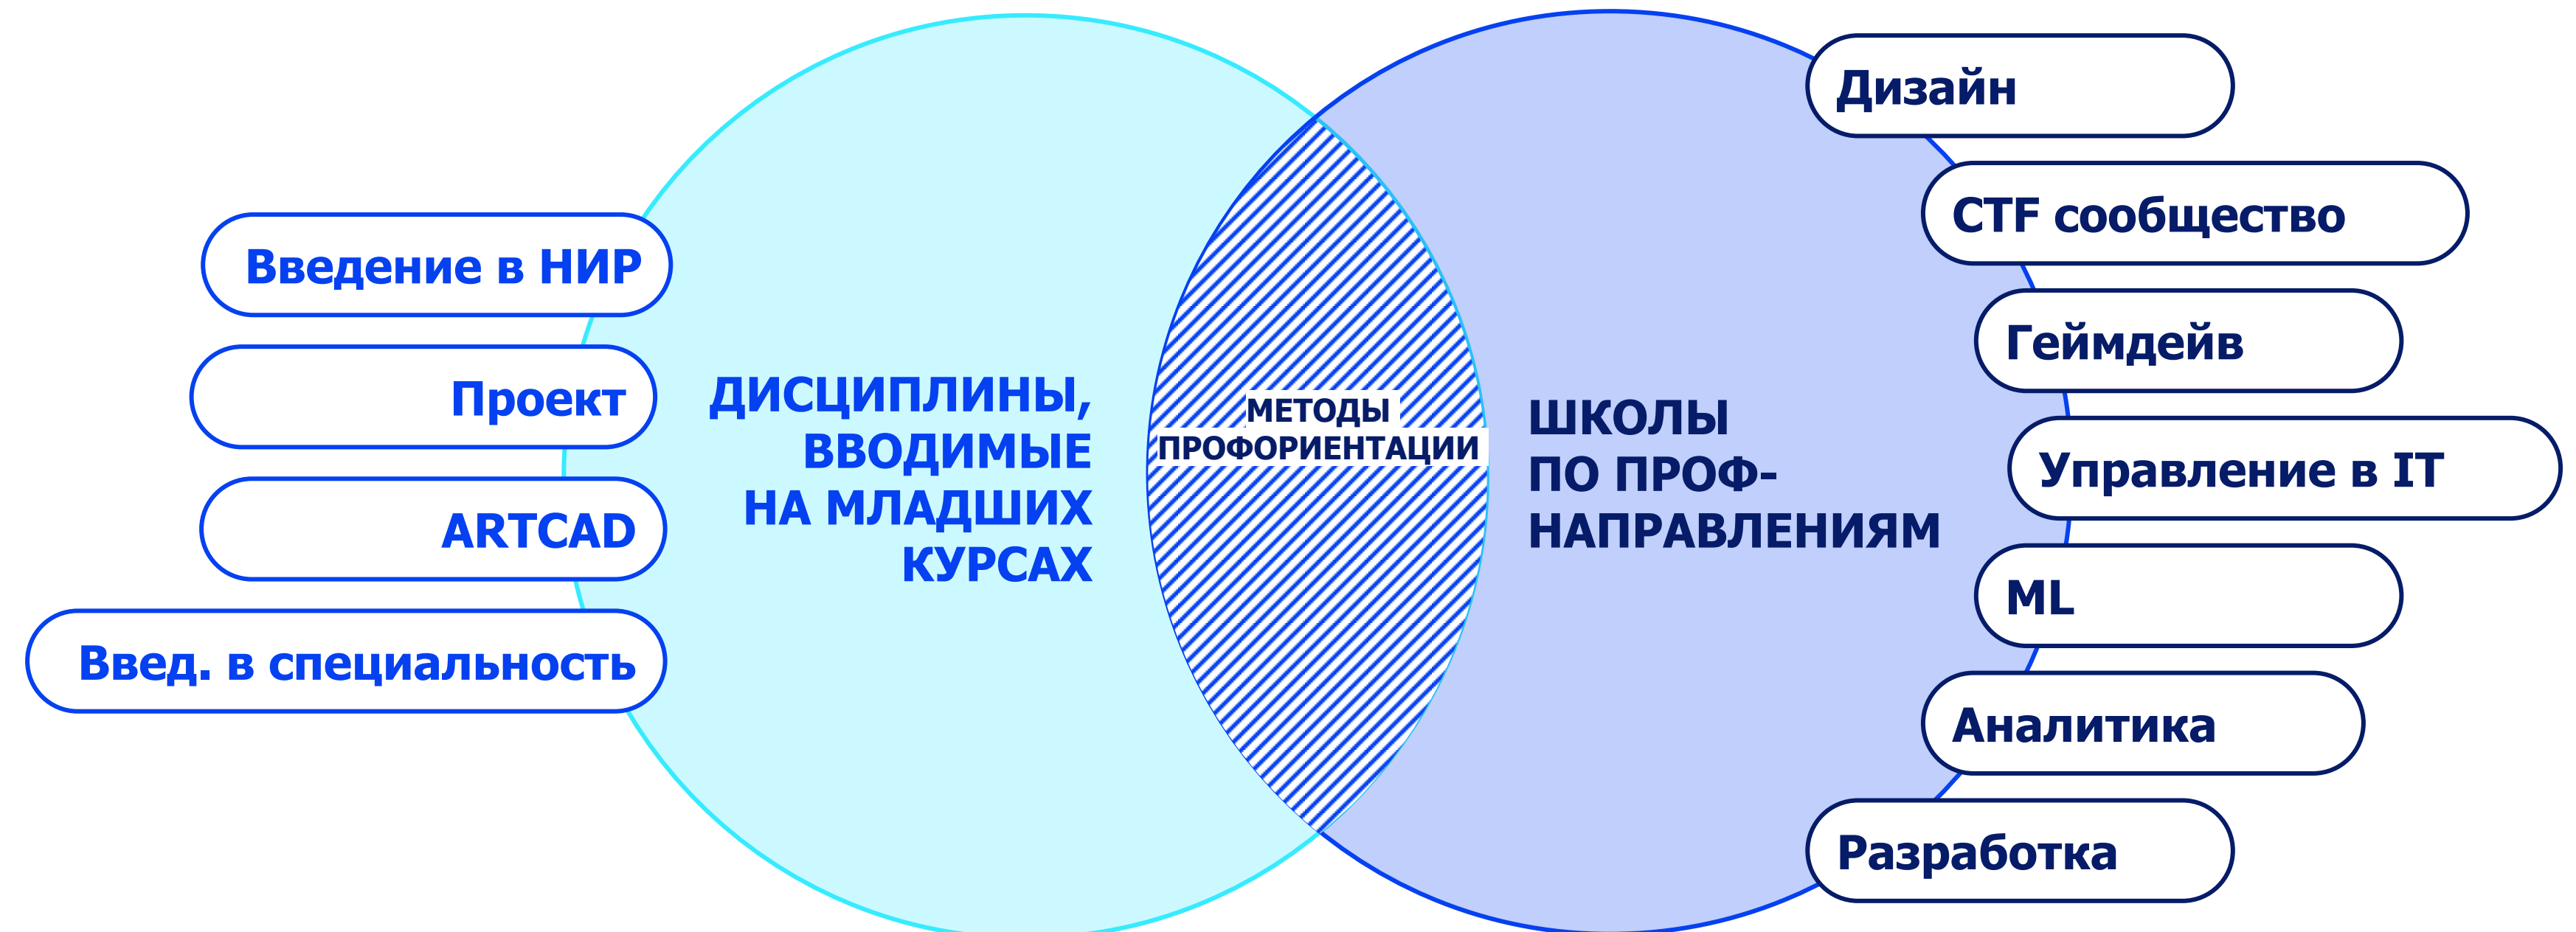 Введение в НИР
Проект
ARTCAD
Введ. в специальность
ДИСЦИПЛИНЫ,
ВВОДИМЫЕ
НА МЛАДШИХ
КУРСАХ
МЕТОДЫ
ПРОФОРИЕНТАЦИИ
ШКОЛЫ
ПО ПРОФ-
НАПРАВЛЕНИЯМ
Дизайн
CTF сообщество
Геймдейв
Управление в IT
ML
Аналитика
Разработка